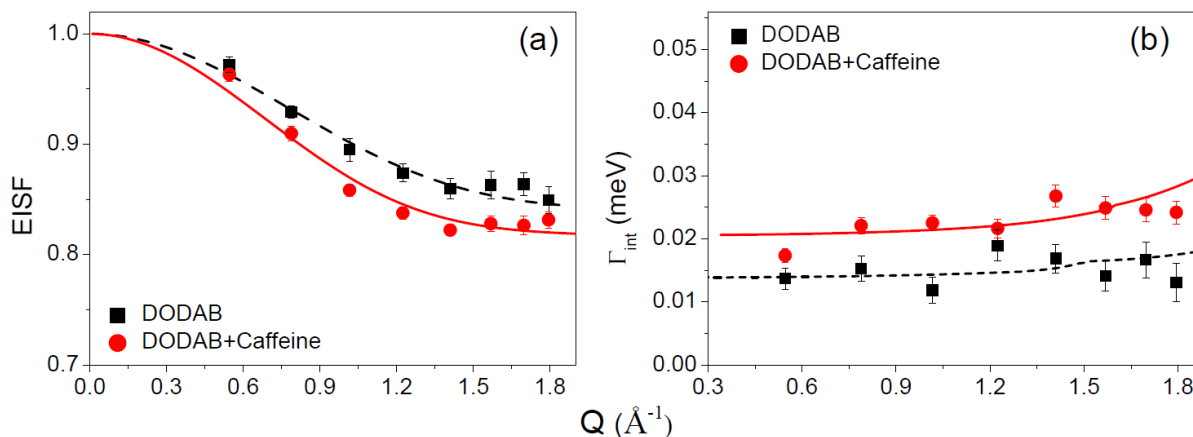 (a)
EISF
1.0
0.9
0.8
0.7
DODAB
DODAB+Caffeine
0.0 0.3 0.6 0.9 1.2 1.5 1.8
(b)
Γint (meV)
0.05
0.04
0.03
0.02
0.01
0.00
DODAB
DODAB+Caffeine
0.3 0.6 0.9 1.2 1.5 1.8
Q (Å-1)